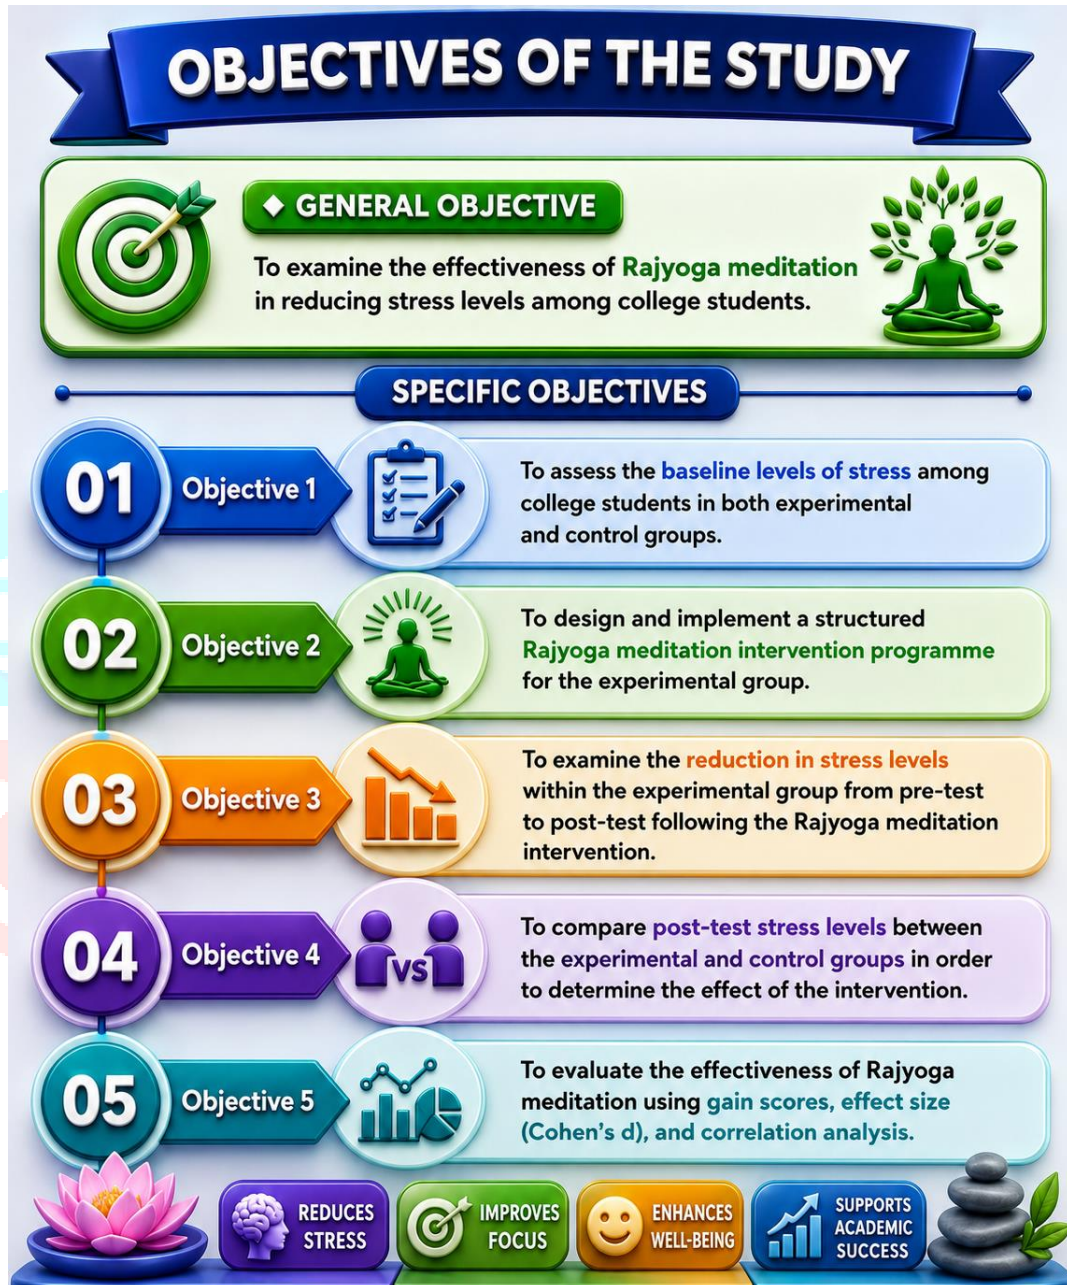 OBJECTIVES OF THE STUDY
GENERAL OBJECTIVE
To examine the effectiveness of Rajyoga meditation
in reducing stress levels among college students.
SPECIFIC OBJECTIVES
01
Objective 1
To assess the baseline levels of stress among
college students in both experimental
and control groups.
02
Objective 2
To design and implement a structured
Rajyoga meditation intervention programme
for the experimental group.
03
Objective 3
To examine the reduction in stress levels
within the experimental group from pre-test
to post-test following the Rajyoga meditation
intervention.
04
Objective 4
VS
To compare post-test stress levels between
the experimental and control groups in order
to determine the effect of the intervention.
05
Objective 5
To evaluate the effectiveness of Rajyoga
meditation using gain scores, effect size
(Cohen's d), and correlation analysis.
REDUCES
STRESS
IMPROVES
FOCUS
ENHANCES
WELL-BEING
SUPPORTS
ACADEMIC
SUCCESS